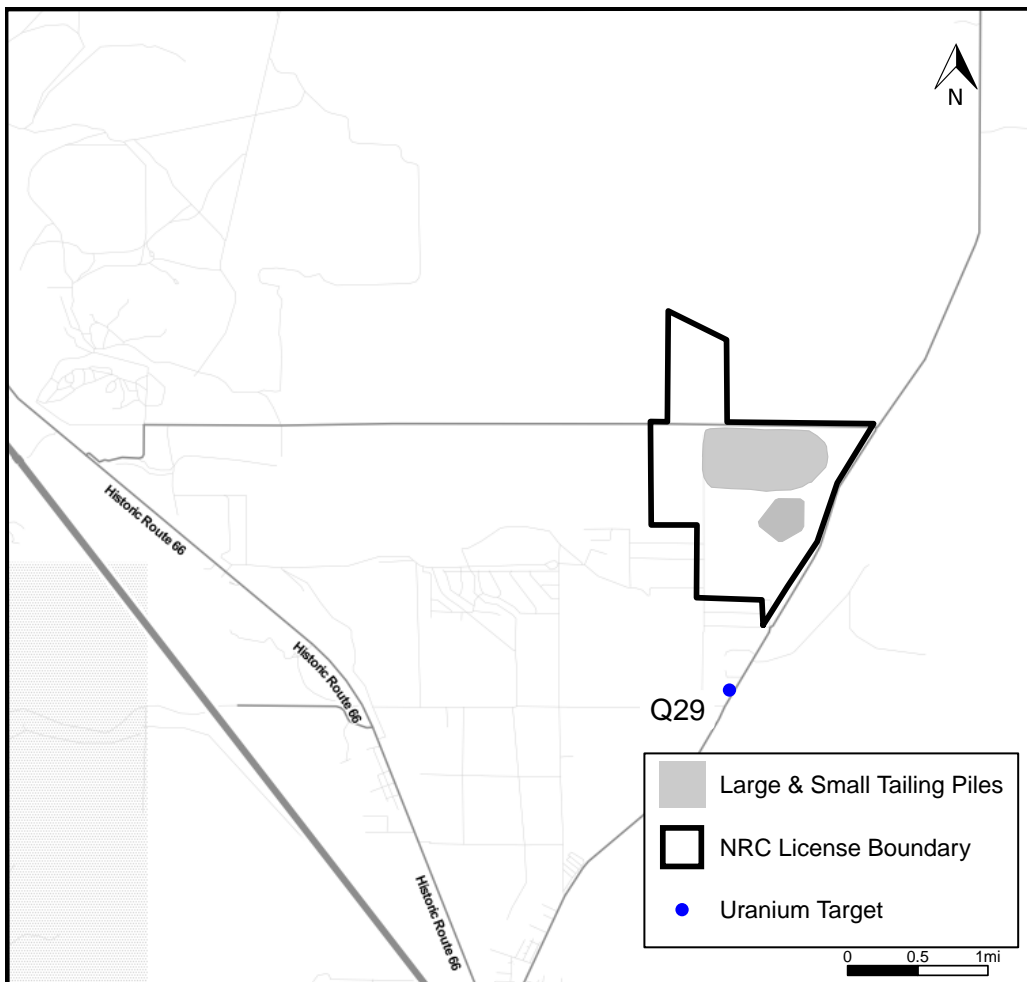 N
Historic Route 66
Historic Route 66
Q29
Large & Small Tailing Piles
NRC License Boundary
Uranium Target
Historic Route 66
0 0.5 1mi